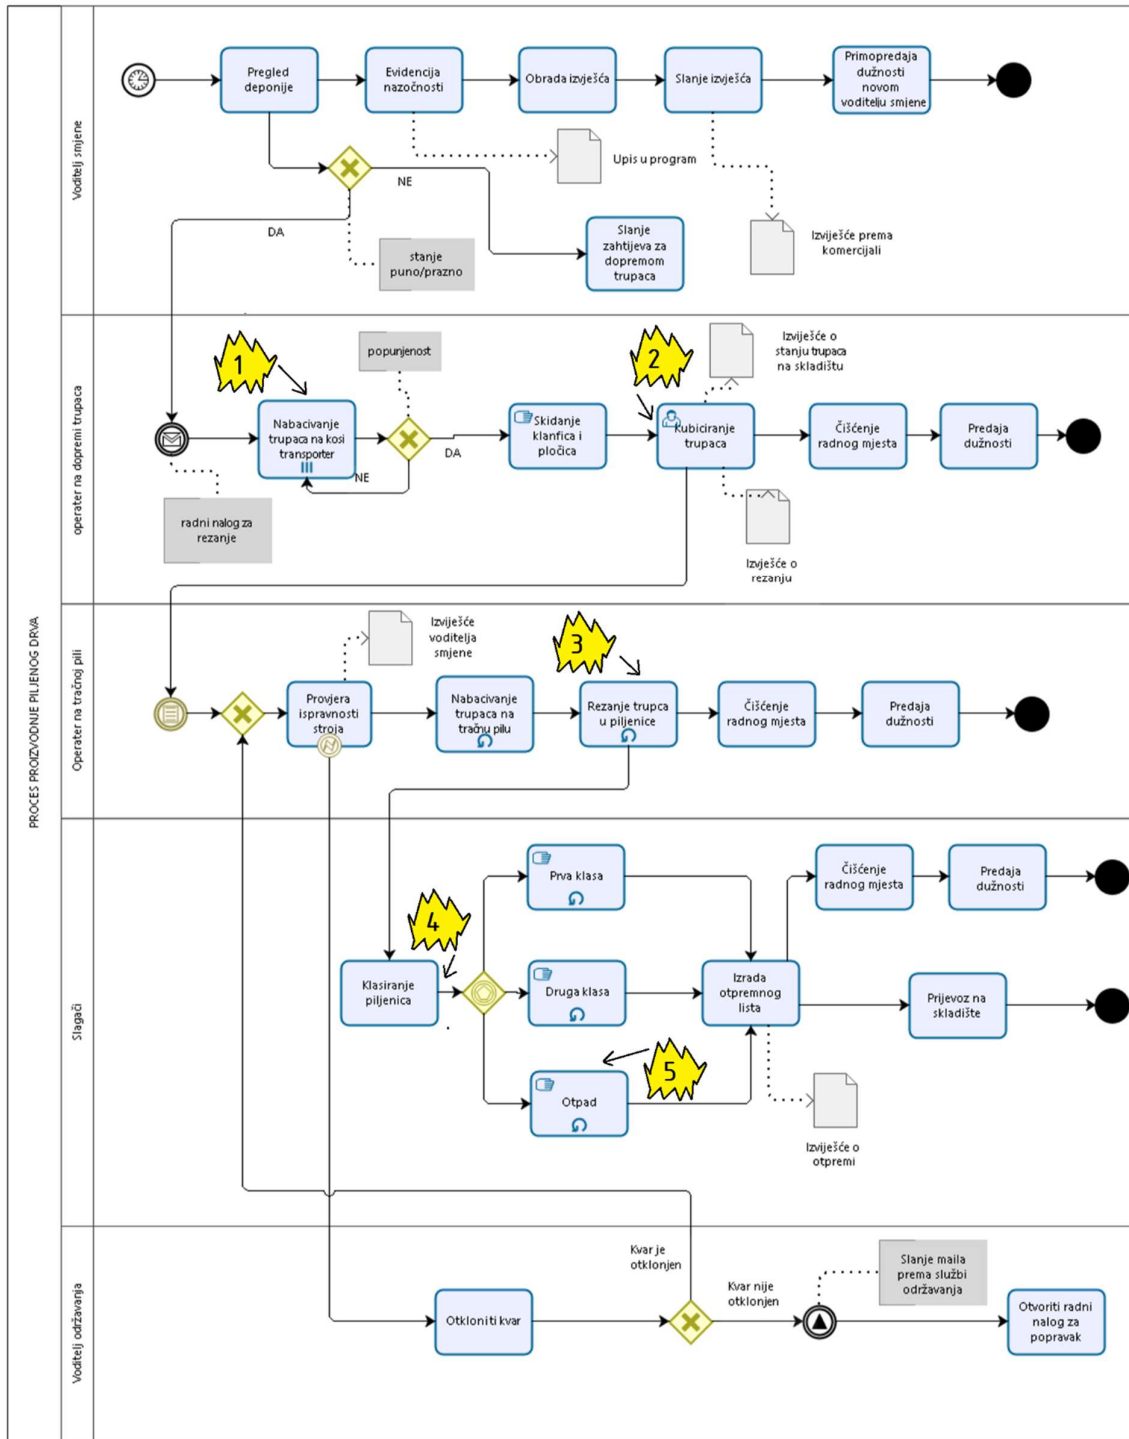 PROCES PROIZVODNJE PILJENOG DRVA
Voditelj smjene
Pregled
deponije
Evidencija
nazočnosti
Obrada izvješća
Slanje izvješća
Primopredaja
dužnosti
novom
voditelju smjene
NE
DA
stanje
puno/prazno
Upis u program
Slanje
zahtijeva za
dopremom
trupaca
Izviješće prema
komercijali
operater na dopremi trupaca
1
Nabacivanje
trupaca na kosi
transporter
popunjenost
NE
DA
radni nalog za
rezanje
Skidanje
klanfica i
pločica
2
Kubiciranje
trupaca
Izviješće o
stanju trupaca
na skladištu
Izvješće o
rezanju
Čišćenje
radnog mjesta
Predaja
dužnosti
Operater na tračnoj pili
Provjera
ispravnosti
stroja
Izviješće
voditelja
smjene
Nabacivanje
trupaca na
tračnu pilu
3
Rezanje trupca
u piljenice
Čišćenje
radnog mjesta
Predaja
dužnosti
Slagači
Klasiranje
piljenica
4
Prva klasa
Druga klasa
Otpad
5
Izrada
otpremnog
lista
Čišćenje
radnog mjesta
Predaja
dužnosti
Prijevoz na
skladište
Izviješće o
otpremi
Voditelj održavanja
Otkloniti kvar
Kvar je
otklonjen
Kvar nije
otklonjen
Slanje maila
prema službi
održavanja
Otvoriti radni
nalog za
popravak